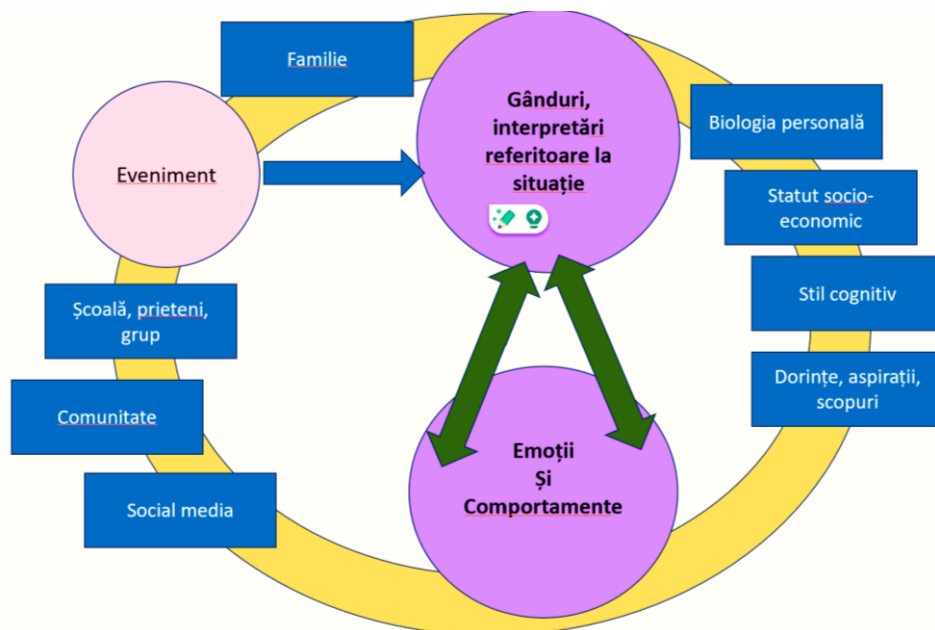 Familie
Gânduri,
interpretări
referitoare la
situație
Biologia personală
Eveniment
Statut socio-
economic
Stil cognitiv
Școală, prieteni,
grup
Dorințe, aspirații,
scopuri
Comunitate
Emoții
Și
Comportamente
Social media